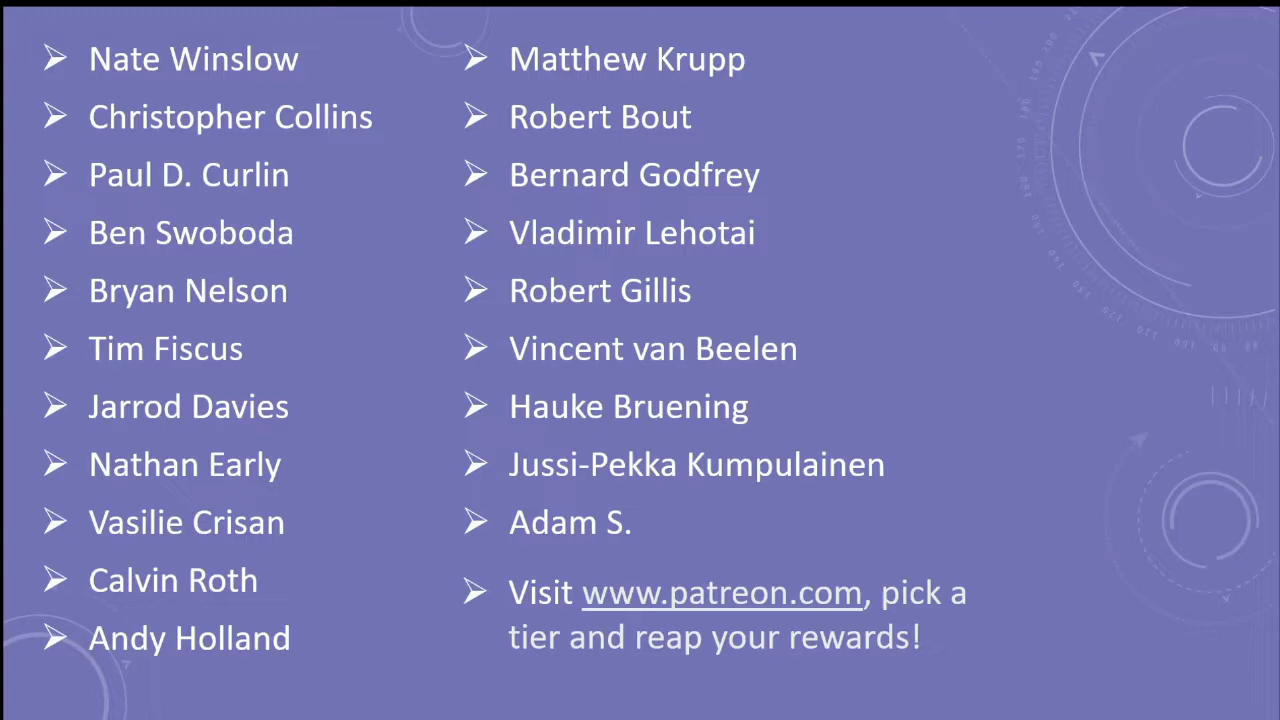 Nate Winslow
Christopher Collins
Paul D. Curlin
Ben Swoboda
Bryan Nelson
Tim Fiscus
Jarrod Davies
Nathan Early
Vasilie Crisan
Calvin Roth
Andy Holland
Matthew Krupp
Robert Bout
Bernard Godfrey
Vladimir Lehotai
Robert Gillis
Vincent van Beelen
Hauke Bruening
Jussi-Pekka Kumpulainen
Adam S.
Visit www.patreon.com, pick a
tier and reap your rewards!